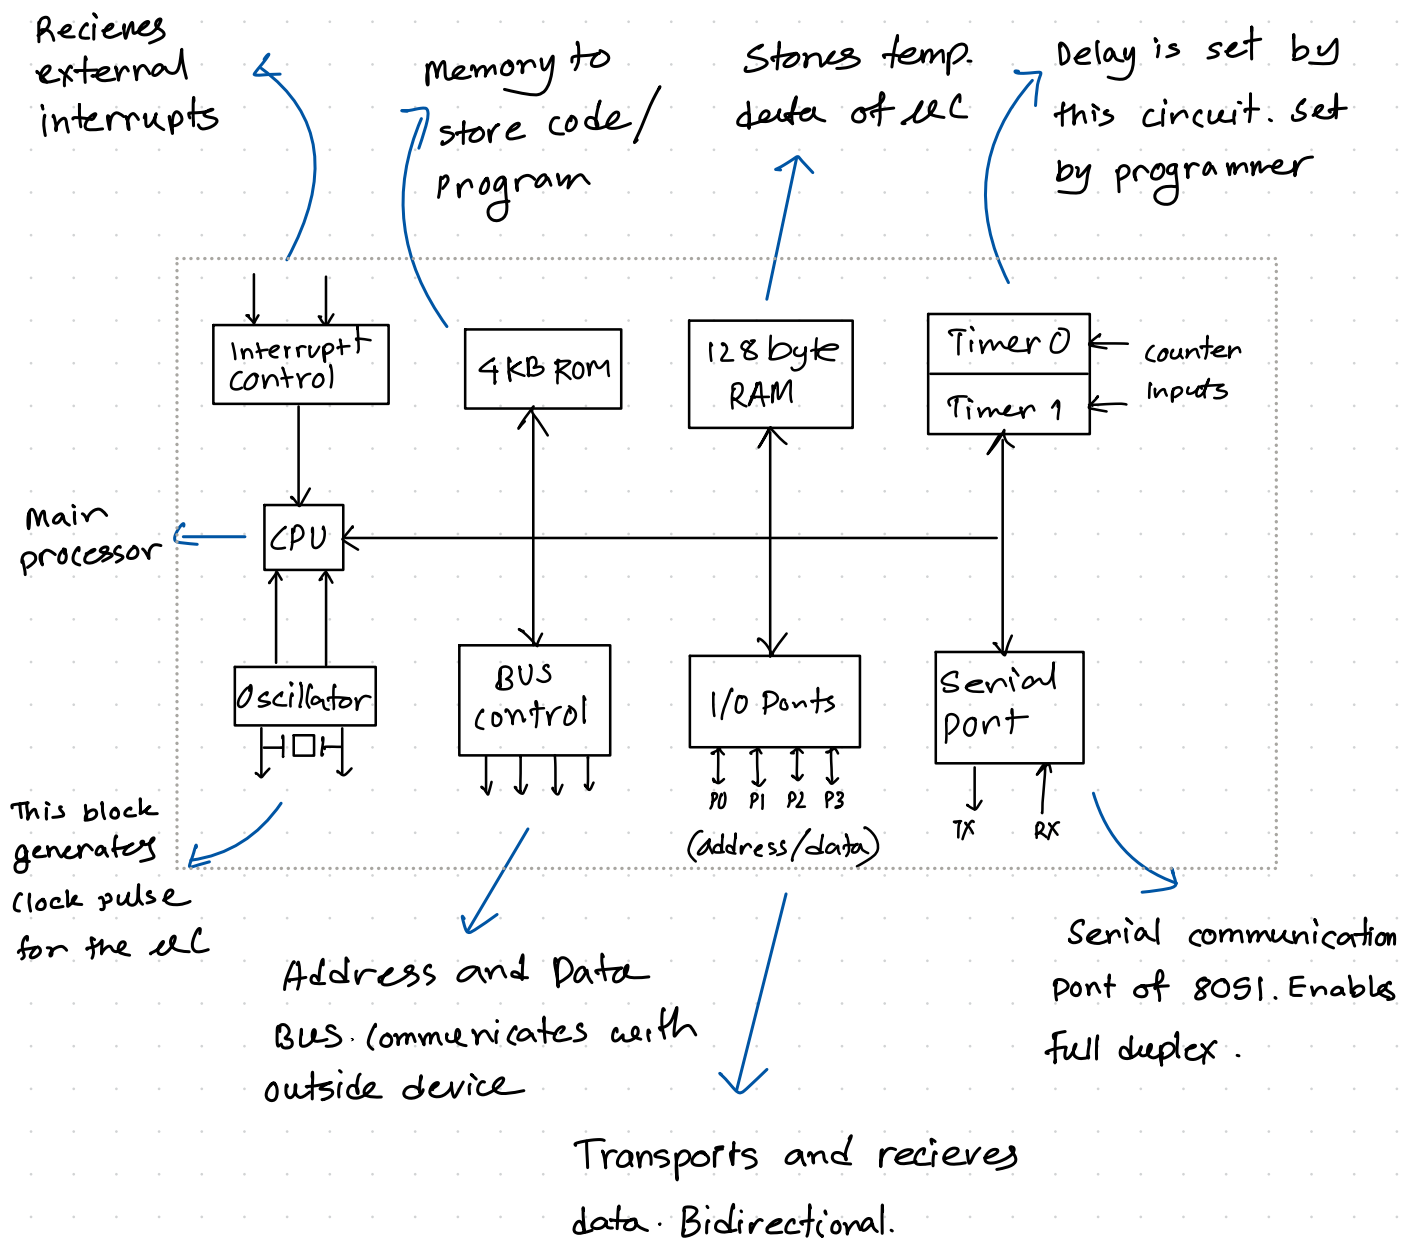 Recieves
external
interrupts
Memory to
store code/
program
Stores temp.
data of uC
Delay is set by
this circuit. set
by programmer
Interrupt
control
4KB ROM
128 byte
RAM
Timer 0
Timer 1
counter
Inputs
Main
processor
CPU
Oscillator
BUS
control
I/O Ports
P0 P1 P2 P3
(address/data)
Serial
port
TX RX
This block
generates
clock pulse
for the uC
Address and Data
Bus. Communicates with
outside device
Serial communication
port of 8051. Enables
full duplex.
Transports and recieves
data. Bidirectional.